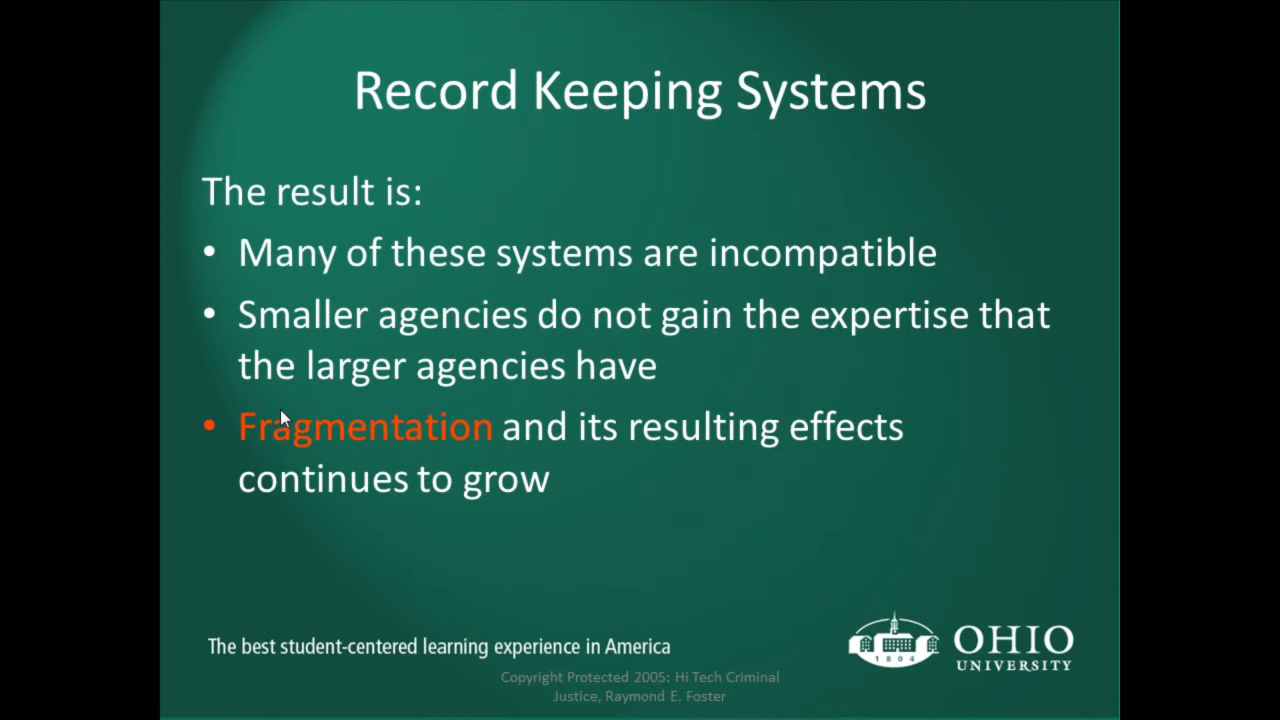 Record Keeping Systems
The result is:
• Many of these systems are incompatible
• Smaller agencies do not gain the expertise that
the larger agencies have
• Fragmentation and its resulting effects
continues to grow
The best student-centered learning experience in America
1804
OHIO
UNIVERSITY
Copyright Protected 2005: Hi Tech Criminal
Justice, Raymond E. Foster